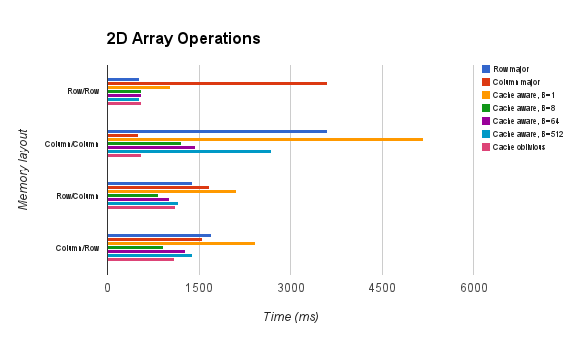 2D Array Operations
Row major
Column major
Cache aware, B=1
Cache aware, B=8
Cache aware, B=64
Cache aware, B=512
Cache oblivious
Memory layout
Row/Row
Column/Column
Row/Column
Column/Row
0 1500 3000 4500 6000
Time (ms)